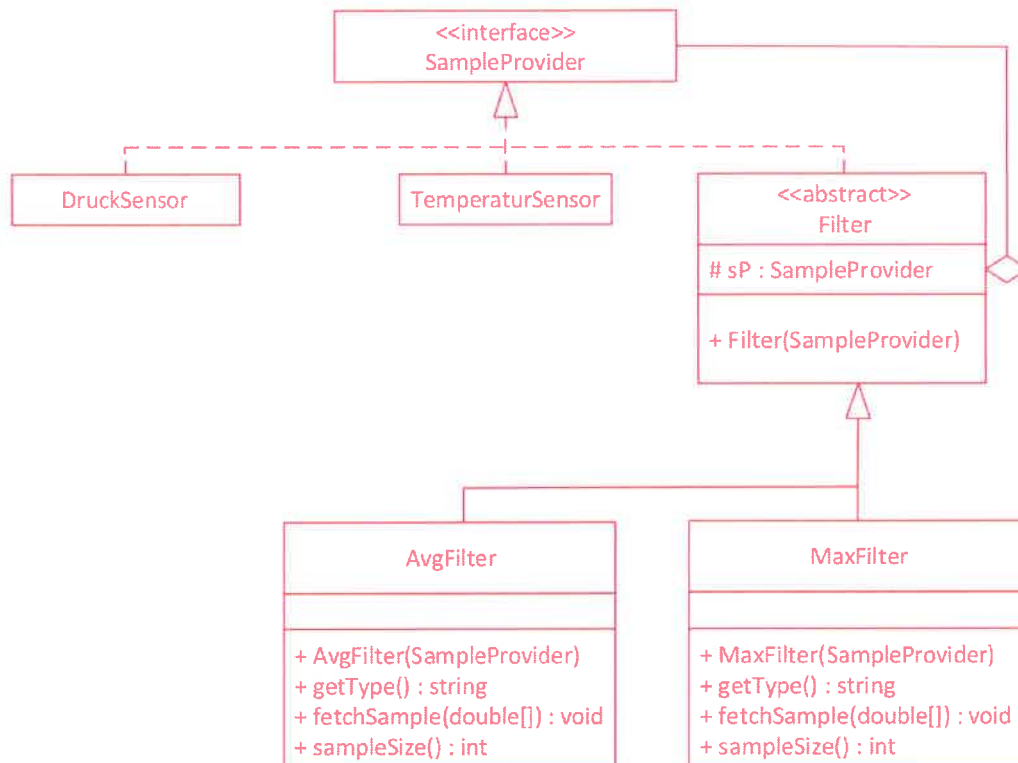 <<interface>>
SampleProvider
DruckSensor
TemperaturSensor
<<abstract>>
Filter
# sP : SampleProvider
+ Filter(SampleProvider)
AvgFilter
+ AvgFilter(SampleProvider)
+ getType() : string
+ fetchSample(double[]) : void
+ sampleSize() : int
MaxFilter
+ MaxFilter(SampleProvider)
+ getType() : string
+ fetchSample(double[]) : void
+ sampleSize() : int